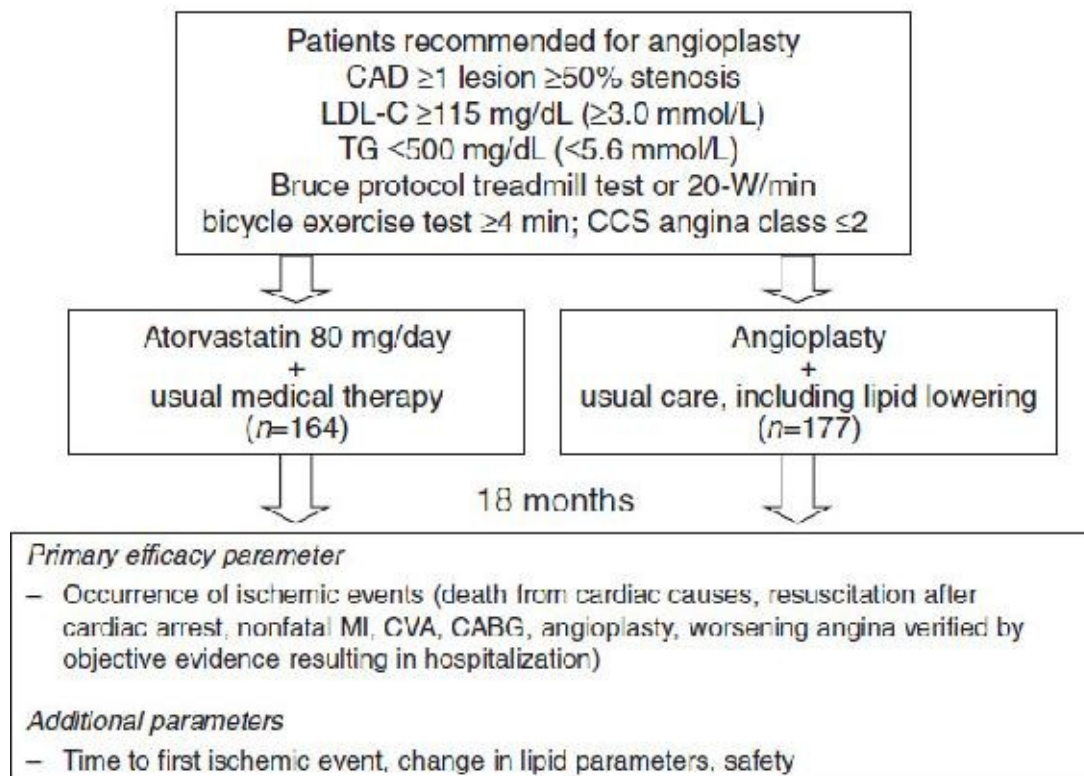 Patients recommended for angioplasty
CAD ≥1 lesion ≥50% stenosis
LDL-C ≥115 mg/dL (≥3.0 mmol/L)
TG <500 mg/dL (<5.6 mmol/L)
Bruce protocol treadmill test or 20-W/min
bicycle exercise test ≥4 min; CCS angina class ≤2
Atorvastatin 80 mg/day
+
usual medical therapy
(n=164)
Angioplasty
+
usual care, including lipid lowering
(n=177)
18 months
Primary efficacy parameter
– Occurrence of ischemic events (death from cardiac causes, resuscitation after
cardiac arrest, nonfatal MI, CVA, CABG, angioplasty, worsening angina verified by
objective evidence resulting in hospitalization)
Additional parameters
– Time to first ischemic event, change in lipid parameters, safety